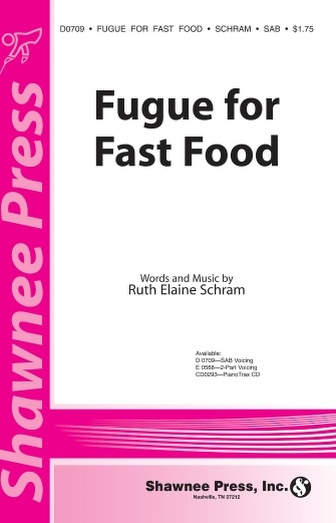 D0709 • FUGUE FOR FAST FOOD • SCHRAM • SAB • $1.75
Shawnee Press
Fugue for
Fast Food
Words and Music by
Ruth Elaine Schram
Available:
D 0709—SAB Voicing
E 0568—2-Part Voicing
CD0293—PianoTrax CD
Shawnee Press, Inc.
Nashville, TN 37212